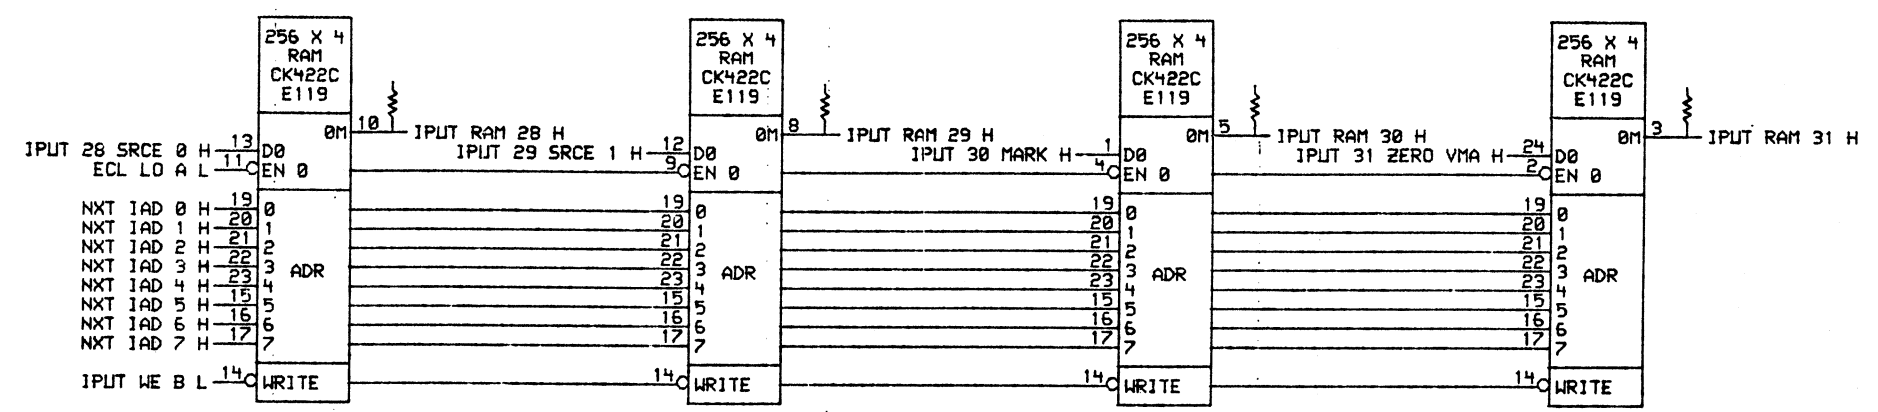 256 X 4 256 X 4 256 X 4 256 X 4
RAM RAM RAM RAM
CK422C CK422C CK422C CK422C
E119 E119 E119 E119
0M 10 IPUT RAM 28 H 0M 8 IPUT RAM 29 H 0M 5 IPUT RAM 30 H 0M 3 IPUT RAM 31 H
IPUT 28 SRCE 0 H 13 D0 IPUT 29 SRCE 1 H 12 D0 IPUT 30 MARK H 1 D0 IPUT 31 ZERO VMA H 24 D0
ECL LO A L 11 EN 0 9 EN 0 4 EN 0 2 EN 0
NXT IAD 0 H 19 0 19 0 19 0 19 0
NXT IAD 1 H 20 1 20 1 20 1 20 1
NXT IAD 2 H 21 2 21 2 21 2 21 2
NXT IAD 3 H 22 3 ADR 22 3 ADR 22 3 ADR 22 3 ADR
NXT IAD 4 H 23 4 23 4 23 4 23 4
NXT IAD 5 H 15 5 15 5 15 5 15 5
NXT IAD 6 H 16 6 16 6 16 6 16 6
NXT IAD 7 H 17 7 17 7 17 7 17 7
IPUT WE B L 14 WRITE 14 WRITE 14 WRITE 14 WRITE